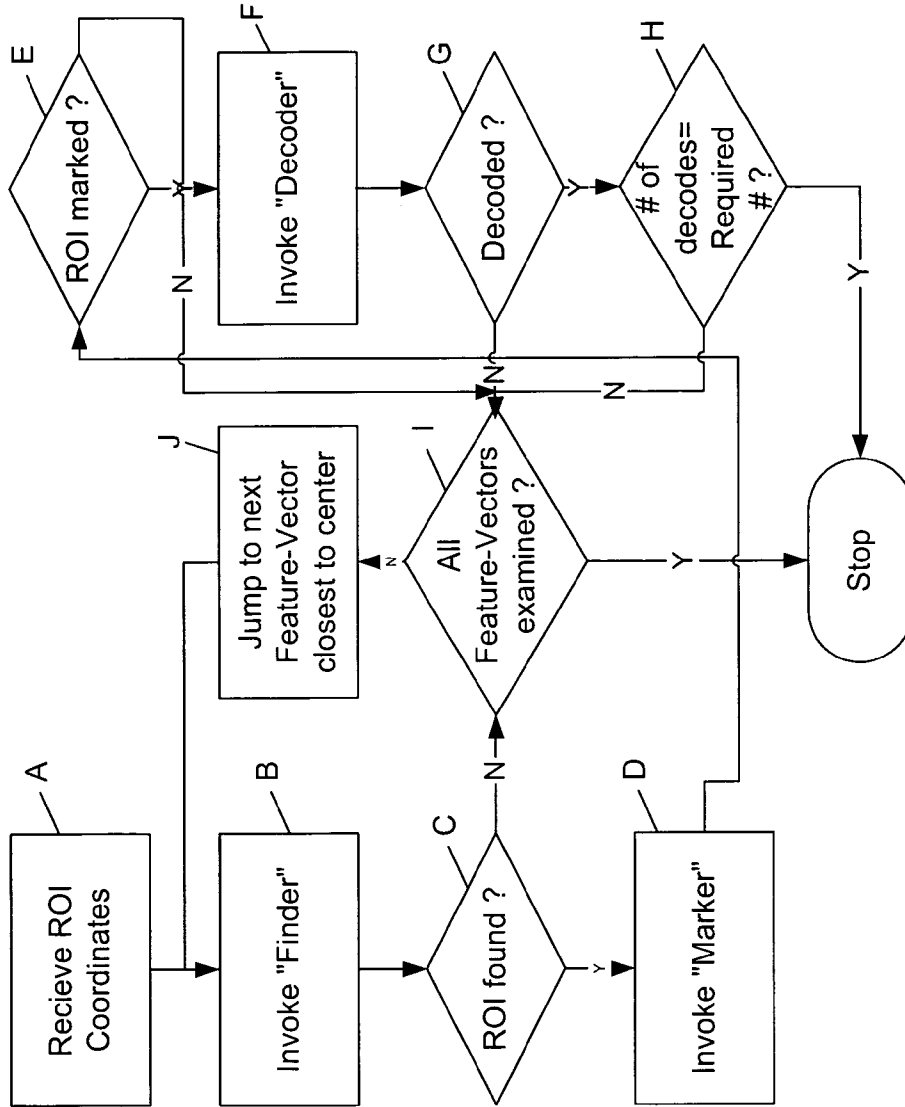 A
Recieve ROI
Coordinates
B
Invoke "Finder"
C
ROI found ?
N
Y
D
Invoke "Marker"
J
Jump to next
Feature-Vector
closest to center
N
I
All
Feature-Vectors
examined ?
Y
Stop
E
ROI marked ?
Y
N
F
Invoke "Decoder"
G
Decoded ?
N
Y
H
# of
decodes=
Required
# ?
N
Y